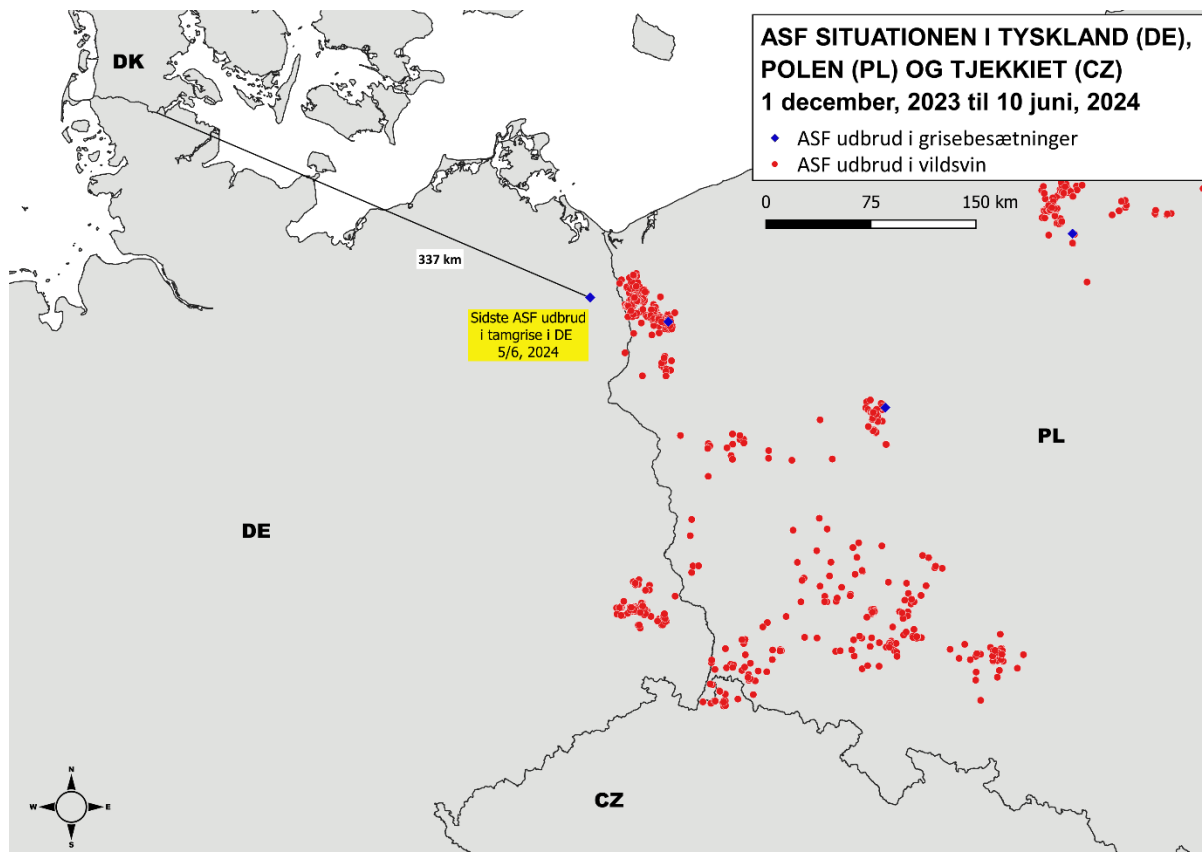 ASF SITUATIONEN I TYSKLAND (DE),
POLEN (PL) OG TJEKKIET (CZ)
1 december, 2023 til 10 juni, 2024
ASF udbrud i grisebesætninger
ASF udbrud i vildsvin
0 75 150 km
DK
337 km
Sidste ASF udbrud
i tamgrise i DE
5/6, 2024
PL
DE
CZ
N
W E
S